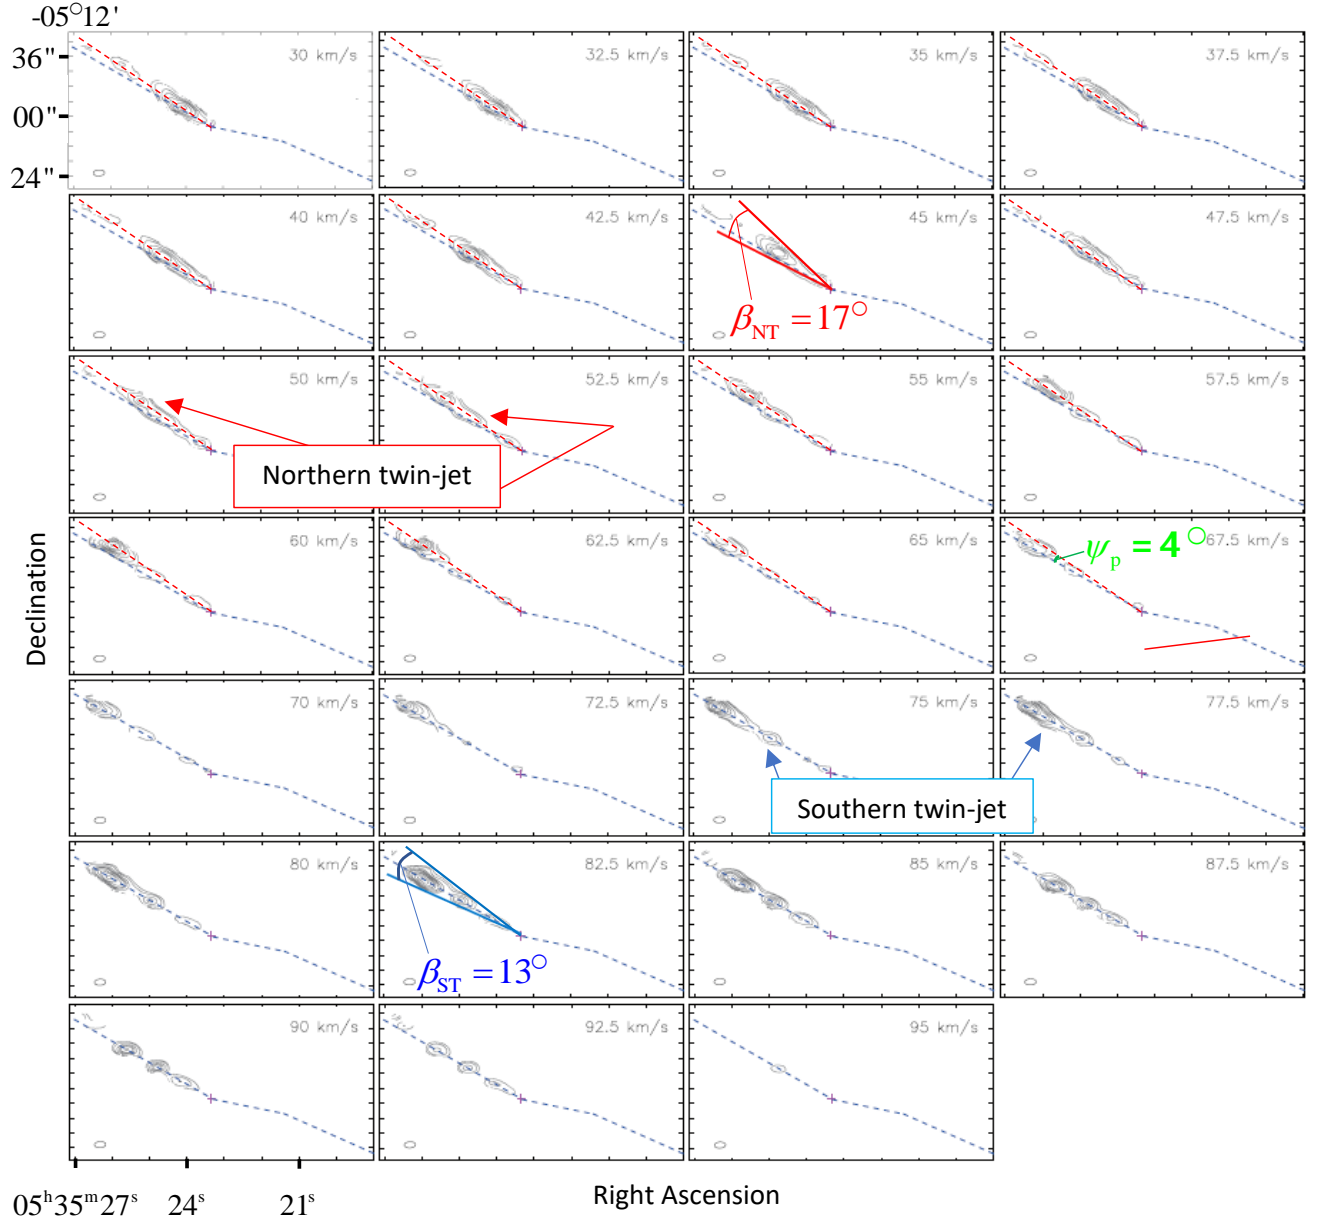 -05○12'
36"
00"
24"
30 km/s
32.5 km/s
35 km/s
37.5 km/s
40 km/s
42.5 km/s
45 km/s
47.5 km/s
βNT = 17○
50 km/s
52.5 km/s
55 km/s
57.5 km/s
Northern twin-jet
60 km/s
62.5 km/s
65 km/s
67.5 km/s
ψp = 4○
Declination
70 km/s
72.5 km/s
75 km/s
77.5 km/s
Southern twin-jet
80 km/s
82.5 km/s
85 km/s
87.5 km/s
βST = 13○
90 km/s
92.5 km/s
95 km/s
05h35m27s 24s 21s
Right Ascension